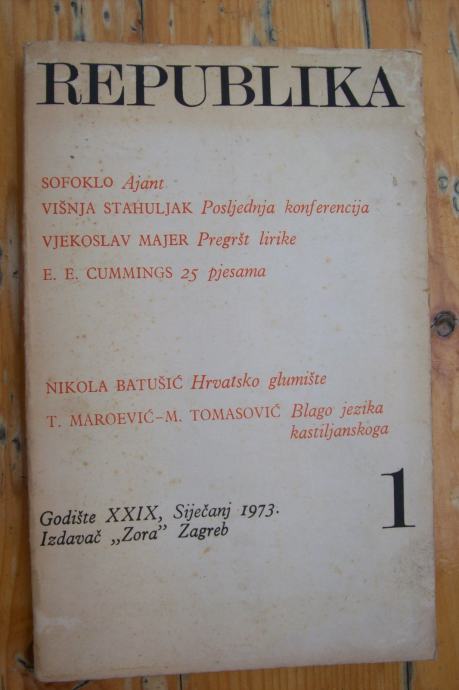 REPUBLIKA
SOFOKLO Ajant
VIŠNJA STAHULJAK Posljednja konferencija
VJEKOSLAV MAJER Pregršt lirike
E. E. CUMMINGS 25 pjesama
NIKOLA BATUŠIĆ Hrvatsko glumište
T. MAROEVIĆ–M. TOMASOVIĆ Blago jezika
kastiljanskoga
1
Godište XXIX, Siječanj 1973.
Izdavač „Zora” Zagreb